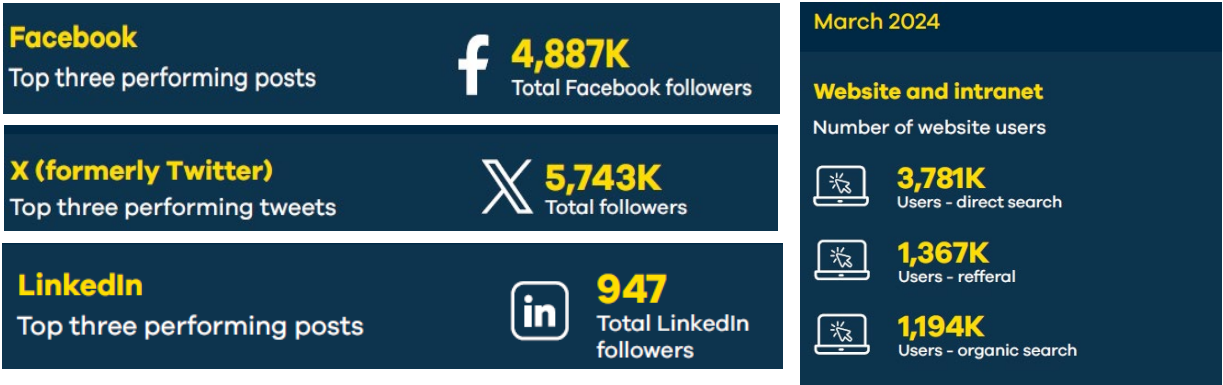 Facebook
Top three performing posts
4,887K
Total Facebook followers
X (formerly Twitter)
Top three performing tweets
5,743K
Total followers
LinkedIn
Top three performing posts
in
947
Total LinkedIn
followers
March 2024
Website and intranet
Number of website users
3,781K
Users - direct search
1,367K
Users - refferal
1,194K
Users - organic search